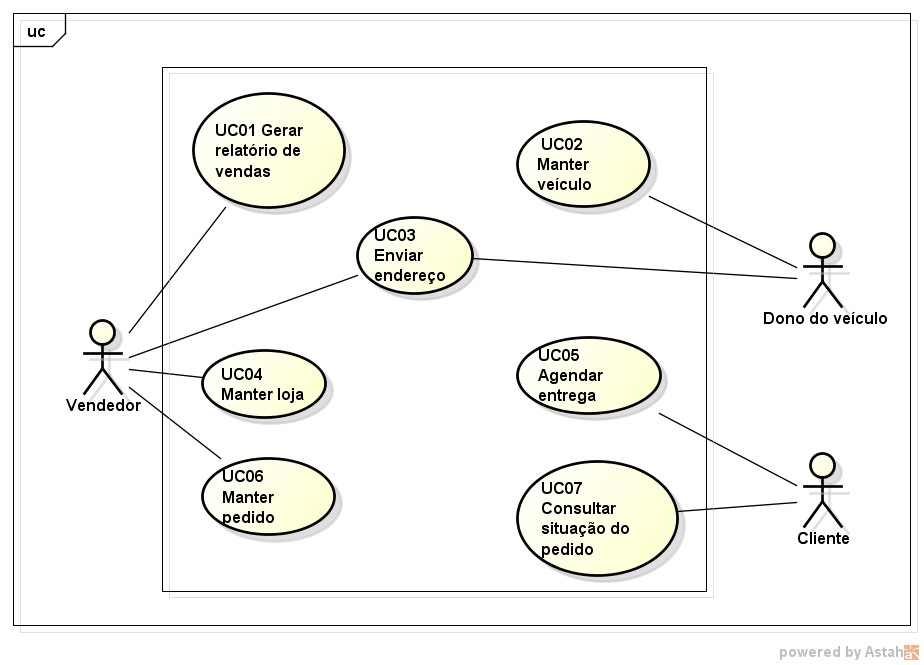 uc
UC01 Gerar
relatório de
vendas
UC02
Manter
veículo
UC03
Enviar
endereço
Dono do veículo
UC04
Manter loja
Vendedor
UC05
Agendar
entrega
UC06
Manter
pedido
UC07
Consultar
situação do
pedido
Cliente
powered by Astah